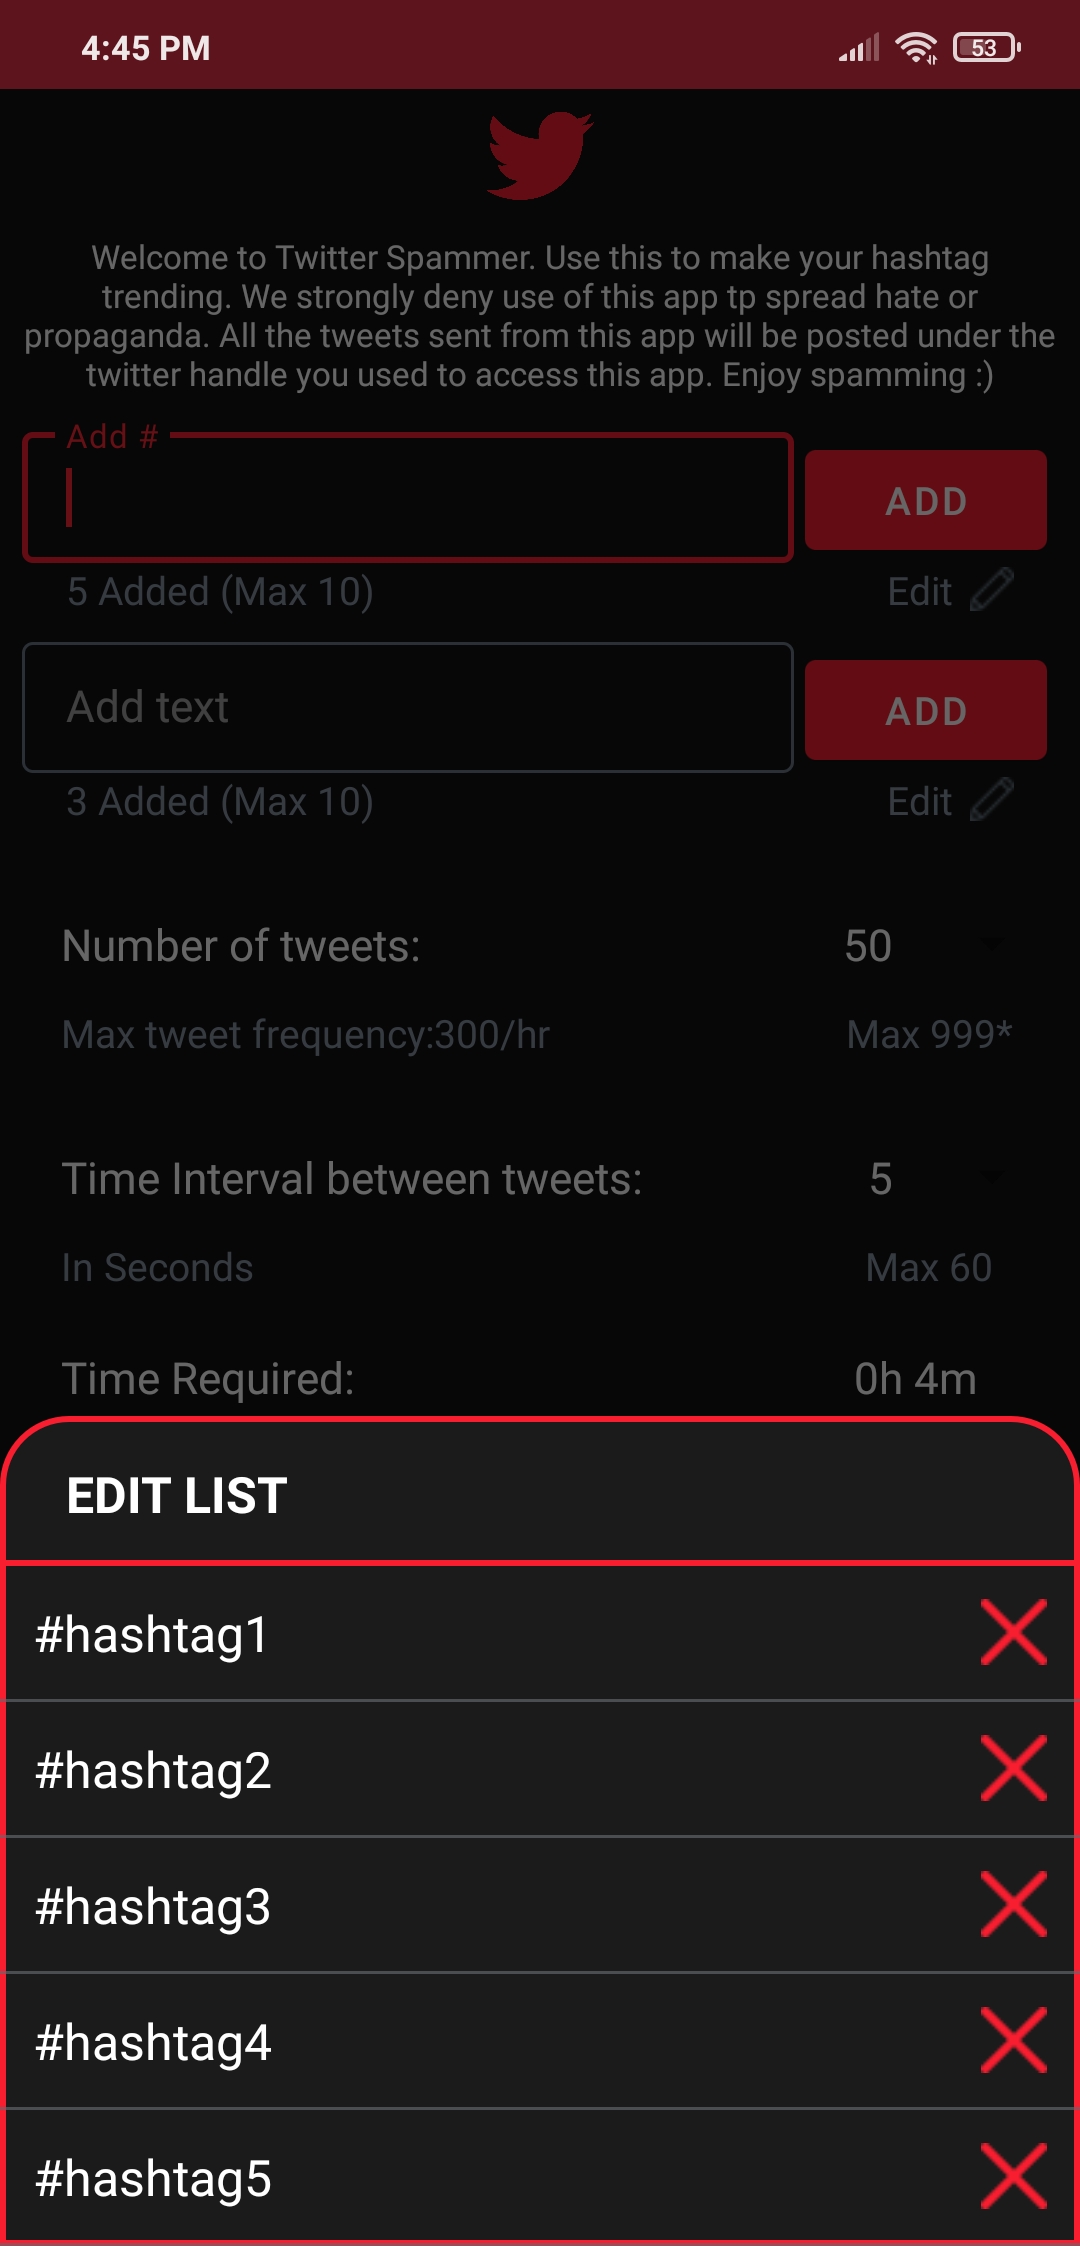 4:45 PM
53
Welcome to Twitter Spammer. Use this to make your hashtag
trending. We strongly deny use of this app tp spread hate or
propaganda. All the tweets sent from this app will be posted under the
twitter handle you used to access this app. Enjoy spamming :)
Add #
ADD
5 Added (Max 10)
Edit
Add text
ADD
3 Added (Max 10)
Edit
Number of tweets:
50
Max tweet frequency:300/hr
Max 999*
Time Interval between tweets:
5
In Seconds
Max 60
Time Required:
0h 4m
EDIT LIST
#hashtag1
#hashtag2
#hashtag3
#hashtag4
#hashtag5